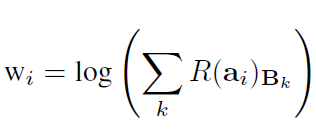 w_i = log ( ∑_k R(a_i)_{B_k} )